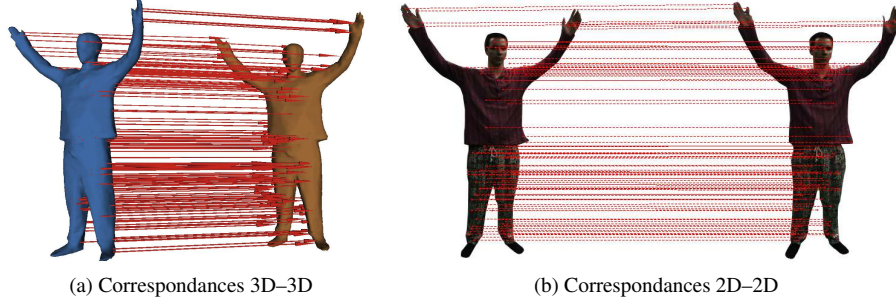 (a) Correspondances 3D–3D
(b) Correspondances 2D–2D